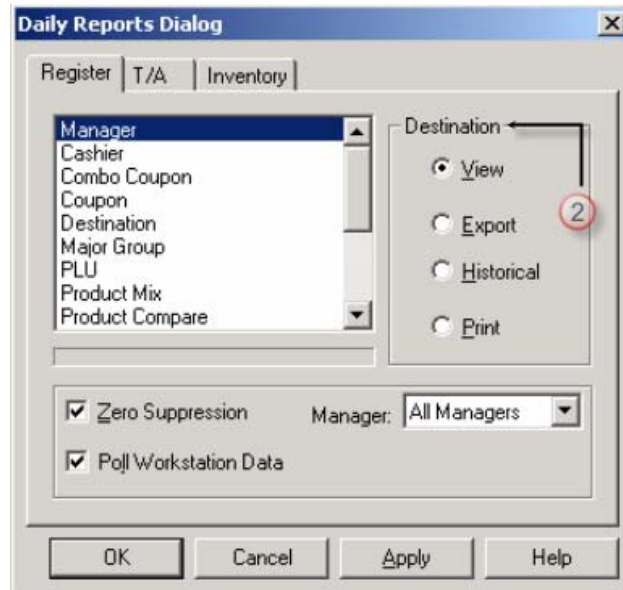 Daily Reports Dialog
Register
T/A
Inventory
Manager
Cashier
Combo Coupon
Coupon
Destination
Major Group
PLU
Product Mix
Product Compare
Destination
View
Export
Historical
Print
2
Zero Suppression
Manager: All Managers
Poll Workstation Data
OK
Cancel
Apply
Help